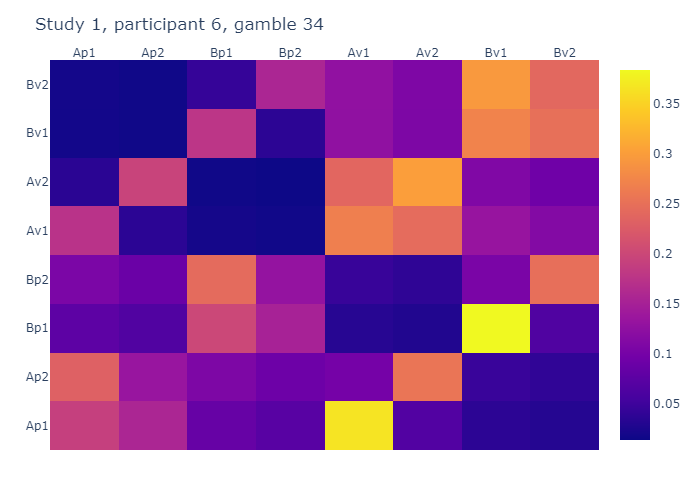 Study 1, participant 6, gamble 34
Ap1 Ap2 Bp1 Bp2 Av1 Av2 Bv1 Bv2
Bv2
Bv1
Av2
Av1
Bp2
Bp1
Ap2
Ap1
0.35
0.3
0.25
0.2
0.15
0.1
0.05